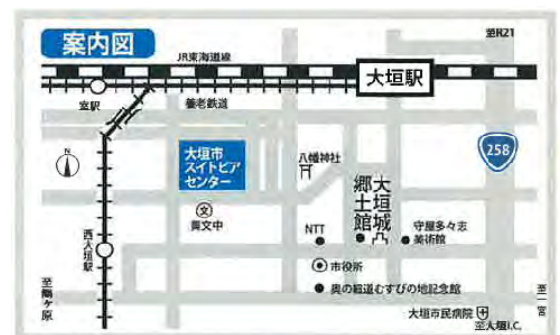 案内図
至R21
JR東海道線
大垣駅
室駅
養老鉄道
N
258
大垣市
スイトピア
センター
八幡神社
大垣城
郷土館
文
興文中
NTT
守屋多々志
美術館
西大垣駅
市役所
奥の細道むすびの地記念館
至鶴ヶ原
至一宮
大垣市民病院
至大垣I.C.